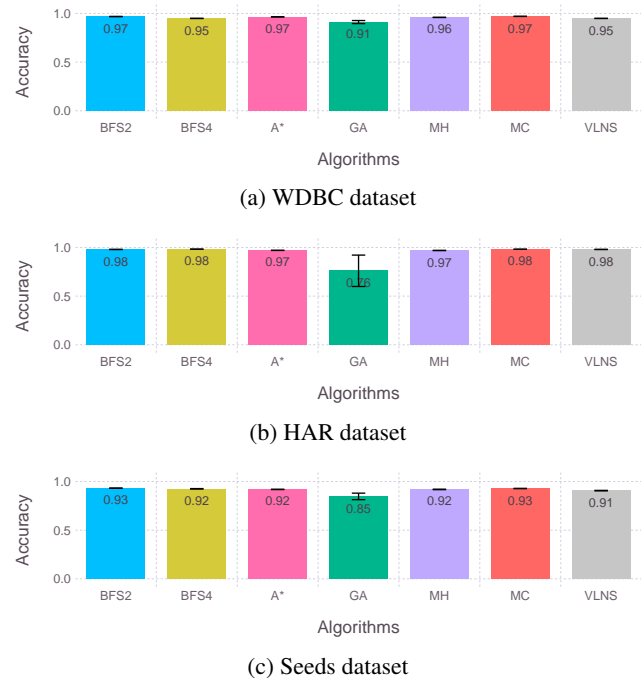 1.0
0.5
0.0
Accuracy
0.97
0.95
0.97
0.91
0.96
0.97
0.95
BFS2 BFS4 A* GA MH MC VLNS
Algorithms
(a) WDBC dataset
1.0
0.5
0.0
Accuracy
0.98
0.98
0.97
0.76
0.97
0.98
0.98
BFS2 BFS4 A* GA MH MC VLNS
Algorithms
(b) HAR dataset
1.0
0.5
0.0
Accuracy
0.93
0.92
0.92
0.85
0.92
0.93
0.91
BFS2 BFS4 A* GA MH MC VLNS
Algorithms
(c) Seeds dataset